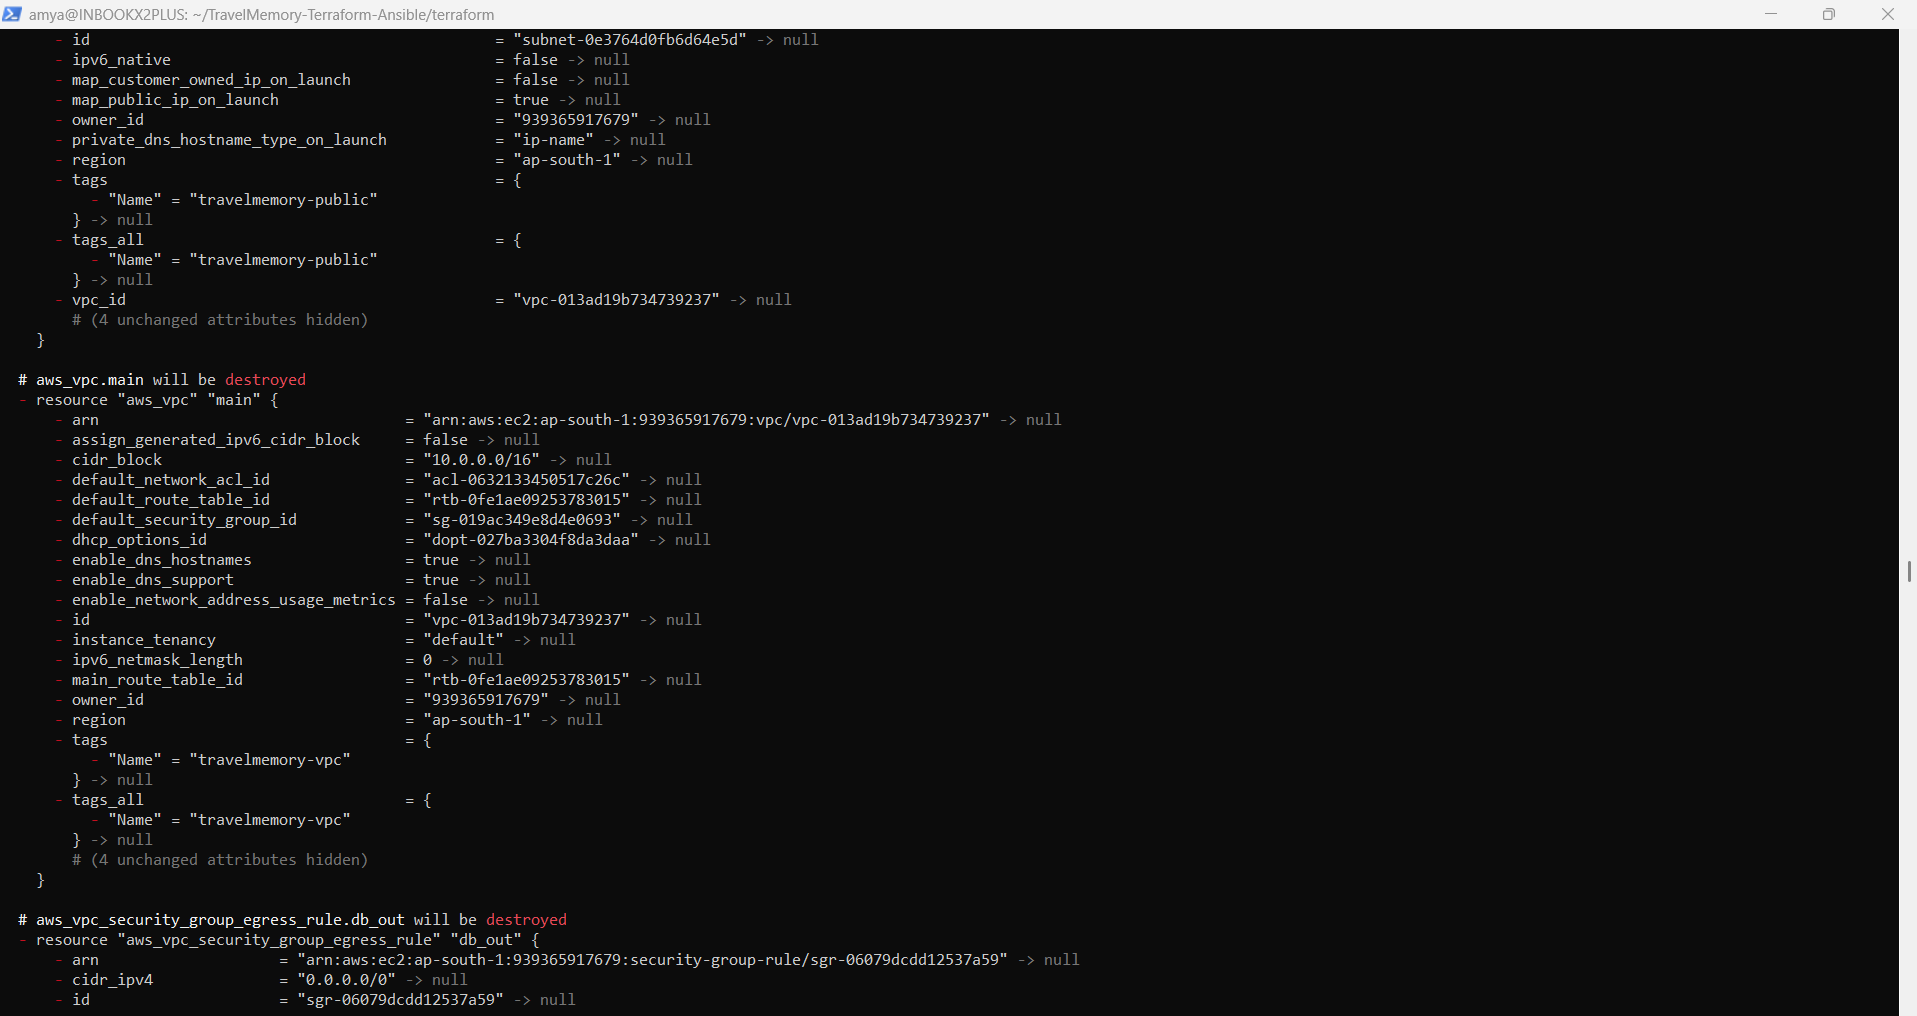 amya@INBOOKX2PLUS: ~/TravelMemory-Terraform-Ansible/terraform
- id = "subnet-0e3764d0fb6d64e5d" -> null
- ipv6_native = false -> null
- map_customer_owned_ip_on_launch = false -> null
- map_public_ip_on_launch = true -> null
- owner_id = "939365917679" -> null
- private_dns_hostname_type_on_launch = "ip-name" -> null
- region = "ap-south-1" -> null
- tags = {
- "Name" = "travelmemory-public"
} -> null
- tags_all = {
- "Name" = "travelmemory-public"
} -> null
- vpc_id = "vpc-013ad19b734739237" -> null
# (4 unchanged attributes hidden)
}
# aws_vpc.main will be destroyed
- resource "aws_vpc" "main" {
- arn = "arn:aws:ec2:ap-south-1:939365917679:vpc/vpc-013ad19b734739237" -> null
- assign_generated_ipv6_cidr_block = false -> null
- cidr_block = "10.0.0.0/16" -> null
- default_network_acl_id = "acl-0632133450517c26c" -> null
- default_route_table_id = "rtb-0fe1ae09253783015" -> null
- default_security_group_id = "sg-019ac349e8d4e0693" -> null
- dhcp_options_id = "dopt-027ba3304f8da3daa" -> null
- enable_dns_hostnames = true -> null
- enable_dns_support = true -> null
- enable_network_address_usage_metrics = false -> null
- id = "vpc-013ad19b734739237" -> null
- instance_tenancy = "default" -> null
- ipv6_netmask_length = 0 -> null
- main_route_table_id = "rtb-0fe1ae09253783015" -> null
- owner_id = "939365917679" -> null
- region = "ap-south-1" -> null
- tags = {
- "Name" = "travelmemory-vpc"
} -> null
- tags_all = {
- "Name" = "travelmemory-vpc"
} -> null
# (4 unchanged attributes hidden)
}
# aws_vpc_security_group_egress_rule.db_out will be destroyed
- resource "aws_vpc_security_group_egress_rule" "db_out" {
- arn = "arn:aws:ec2:ap-south-1:939365917679:security-group-rule/sgr-06079dcdd12537a59" -> null
- cidr_ipv4 = "0.0.0.0/0" -> null
- id = "sgr-06079dcdd12537a59" -> null